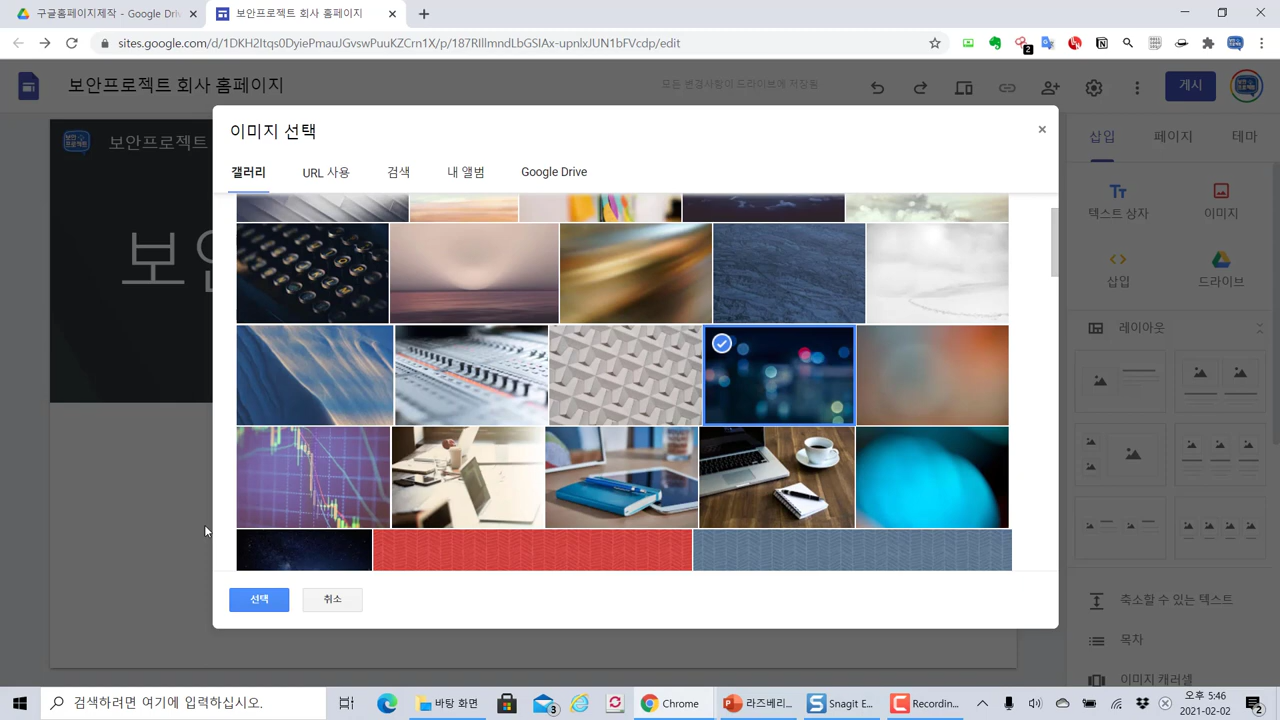 구글홈페이지제작 - Google Driv
보안프로젝트 회사 홈페이지
sites.google.com/d/1DKH2Itqs0DyiePmauJGvswPuuKZCrn1X/p/187RIllmndLbGSIAx-upnlxJUN1bFVcdp/edit
2
보안프로젝트 회사 홈페이지
모든 변경사항이 드라이브에 저장됨
게시
보안프로젝트
이미지 선택
갤러리
URL 사용
검색
내 앨범
Google Drive
선택
취소
삽입
페이지
테마
텍스트 상자
이미지
삽입
드라이브
레이아웃
축소할 수 있는 텍스트
목차
이미지 캐러셀
검색하려면 여기에 입력하십시오.
바탕 화면
3
Chrome
라즈베리...
Snagit E...
Recordin...
오후 5:46
2021-02-02
2